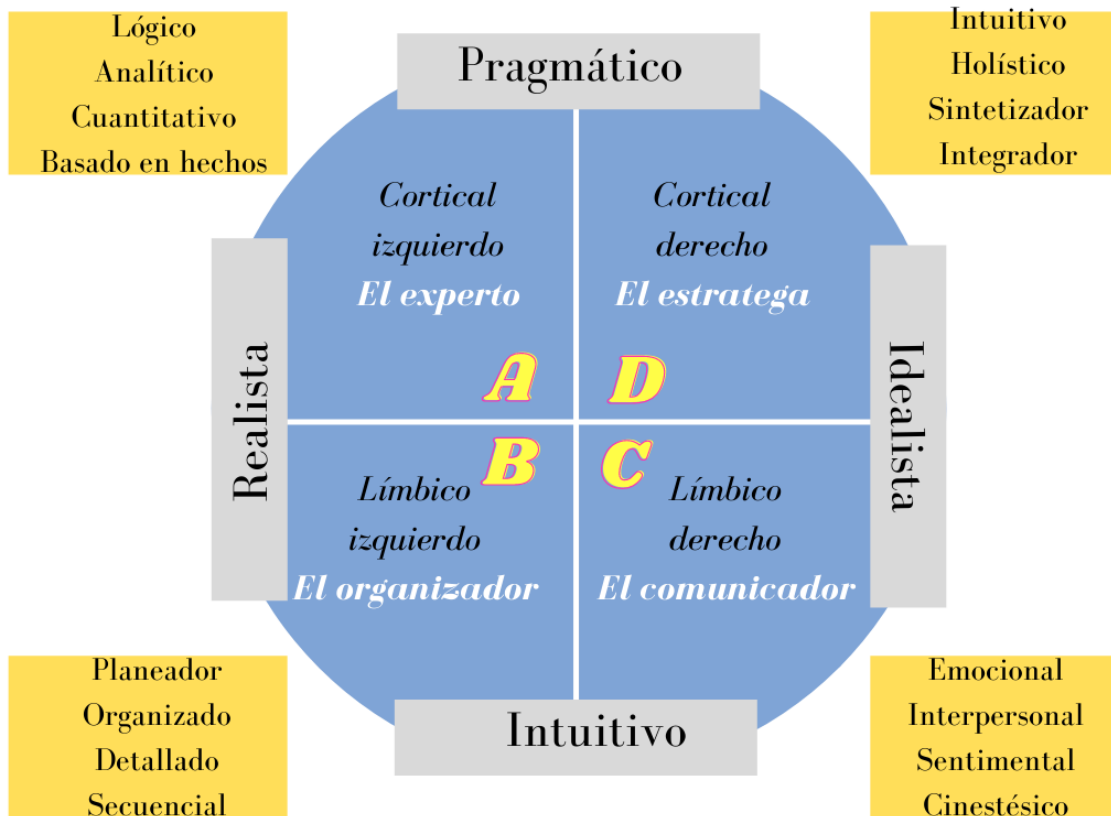 Lógico
Analítico
Cuantitativo
Basado en hechos
Pragmático
Intuitivo
Holístico
Sintetizador
Integrador
Cortical
izquierdo
El experto
A
Cortical
derecho
El estratega
D
Realista
Idealista
B
Límbico
izquierdo
El organizador
C
Límbico
derecho
El comunicador
Planeador
Organizado
Detallado
Secuencial
Intuitivo
Emocional
Interpersonal
Sentimental
Cinestésico